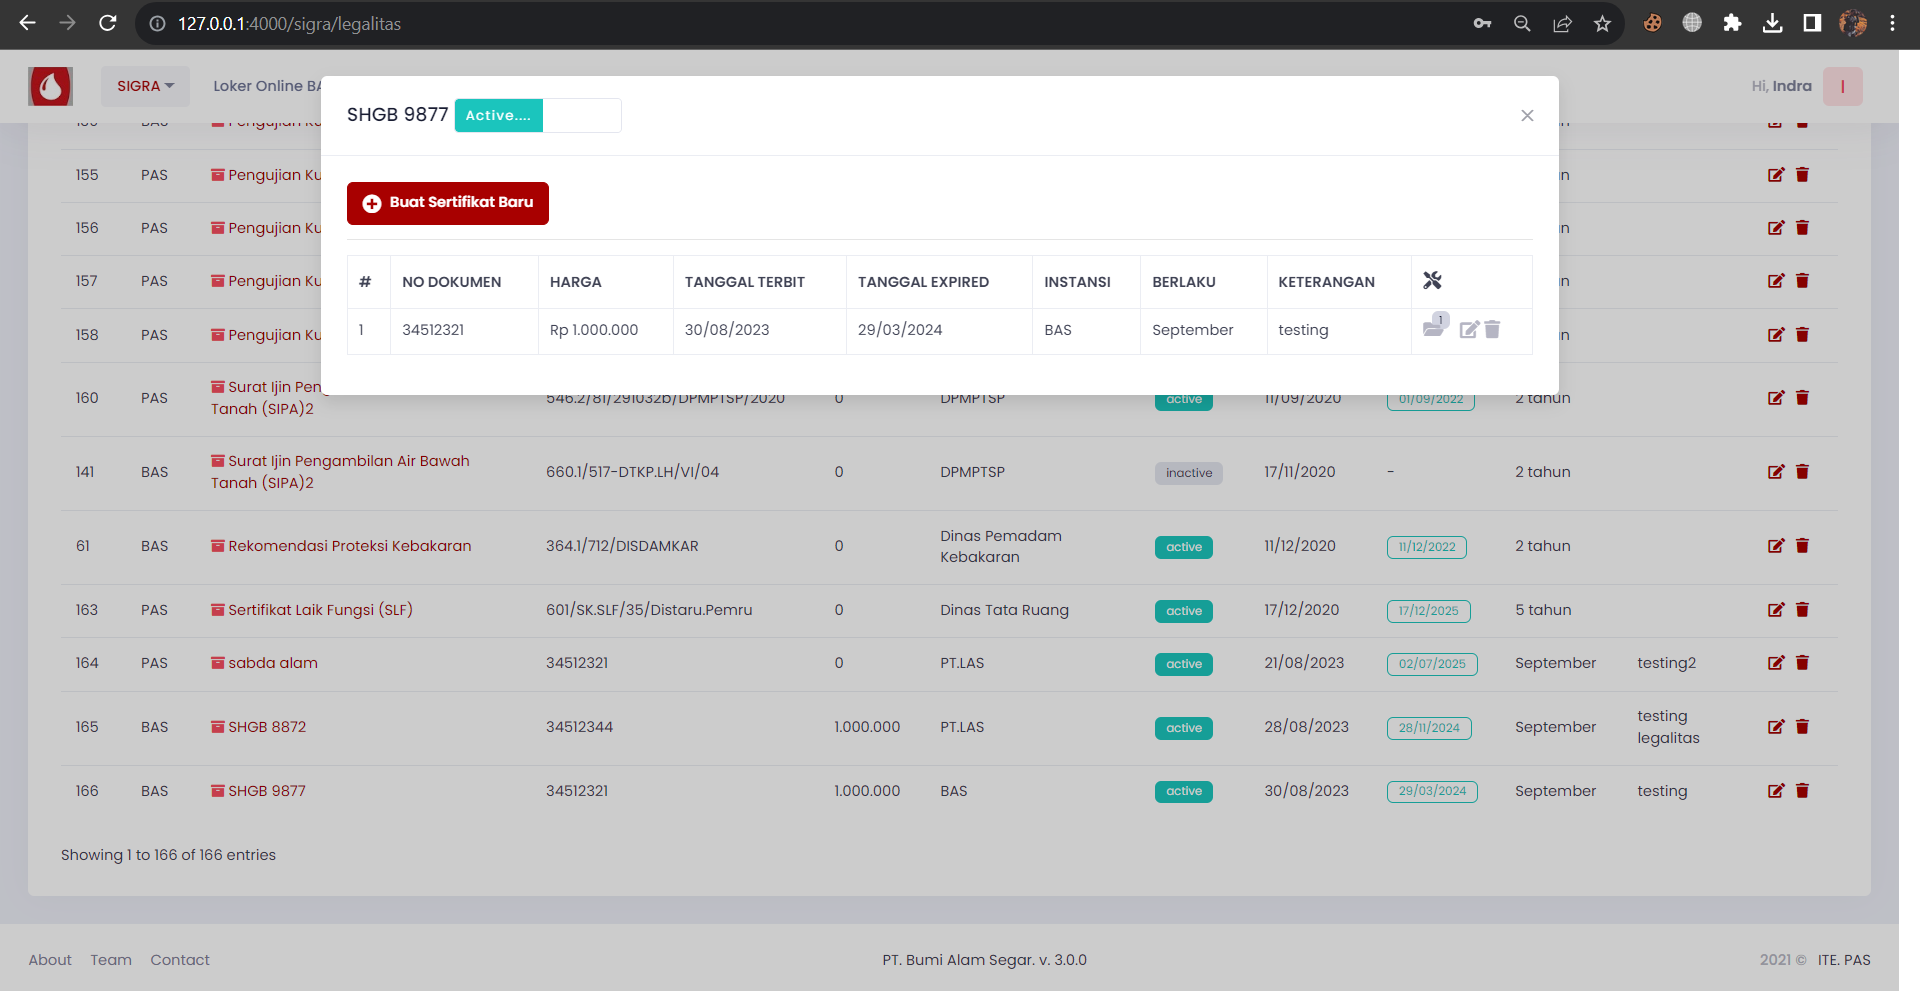 127.0.0.1:4000/sigra/legalitas
SIGRA
Loker Online BA
Hi, Indra
I
SHGB 9877 Active....
Buat Sertifikat Baru
# NO DOKUMEN HARGA TANGGAL TERBIT TANGGAL EXPIRED INSTANSI BERLAKU KETERANGAN
1 34512321 Rp 1.000.000 30/08/2023 29/03/2024 BAS September testing 1
155 PAS Pengujian Ku
156 PAS Pengujian Ku
157 PAS Pengujian Ku
158 PAS Pengujian Ku
160 PAS Surat Ijin Pen
Tanah (SIPA)2
546.2/81/291032b/DPMPTSP/2020 0 DPMPTSP active 11/09/2020 01/09/2022 2 tahun
141 BAS Surat Ijin Pengambilan Air Bawah
Tanah (SIPA)2
660.1/517-DTKP.LH/VI/04 0 DPMPTSP inactive 17/11/2020 - 2 tahun
61 BAS Rekomendasi Proteksi Kebakaran 364.1/712/DISDAMKAR 0
Dinas Pemadam
Kebakaran
active 11/12/2020 11/12/2022 2 tahun
163 PAS Sertifikat Laik Fungsi (SLF) 601/SK.SLF/35/Distaru.Pemru 0 Dinas Tata Ruang active 17/12/2020 17/12/2025 5 tahun
164 PAS sabda alam 34512321 0 PT.LAS active 21/08/2023 02/07/2025 September testing2
165 BAS SHGB 8872 34512344 1.000.000 PT.LAS active 28/08/2023 28/11/2024 September
testing
legalitas
166 BAS SHGB 9877 34512321 1.000.000 BAS active 30/08/2023 29/03/2024 September testing
Showing 1 to 166 of 166 entries
About Team Contact
PT. Bumi Alam Segar. v. 3.0.0
2021 © ITE. PAS